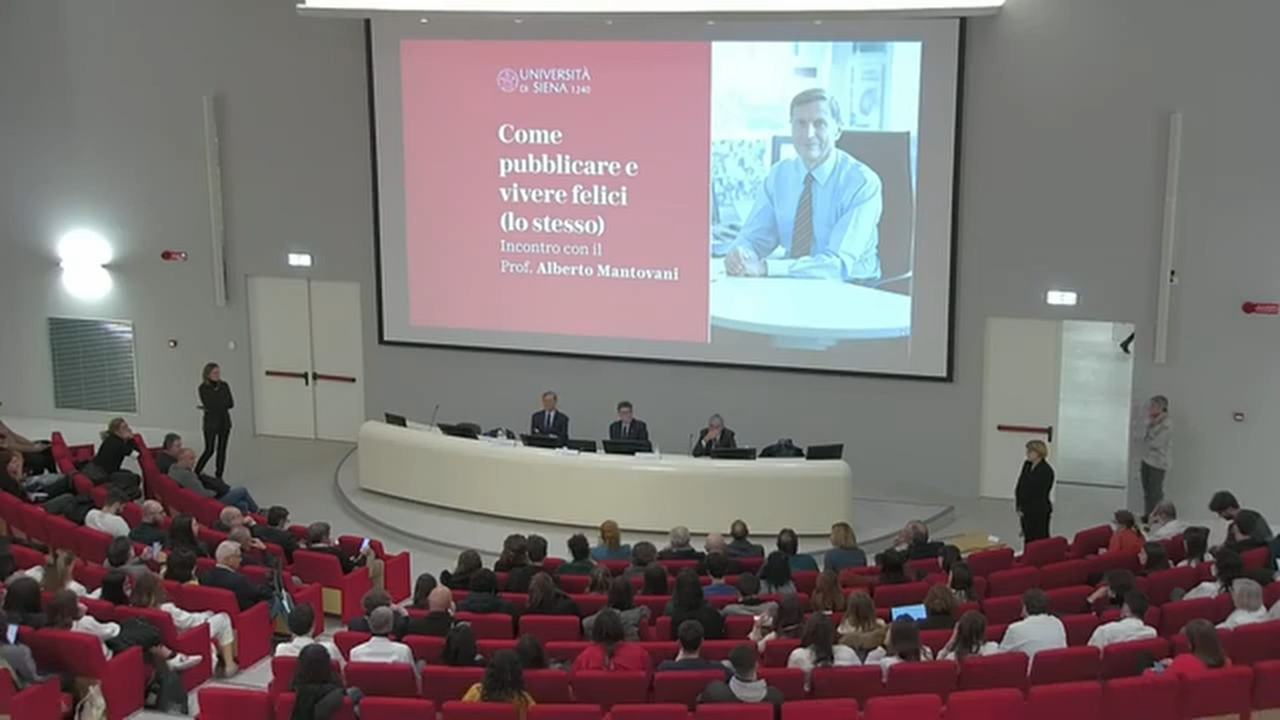 UNIVERSITÀ
DI SIENA 1240
Come
pubblicare e
vivere felici
(lo stesso)
Incontro con il
Prof. Alberto Mantovani